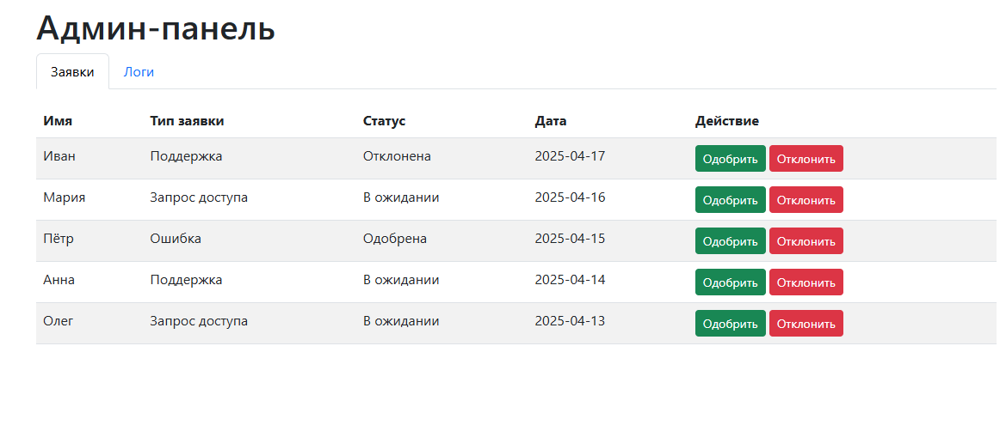 Админ-панель
Заявки Логи
Имя Тип заявки Статус Дата Действие
Иван Поддержка Отклонена 2025-04-17 Одобрить Отклонить
Мария Запрос доступа В ожидании 2025-04-16 Одобрить Отклонить
Пётр Ошибка Одобрена 2025-04-15 Одобрить Отклонить
Анна Поддержка В ожидании 2025-04-14 Одобрить Отклонить
Олег Запрос доступа В ожидании 2025-04-13 Одобрить Отклонить